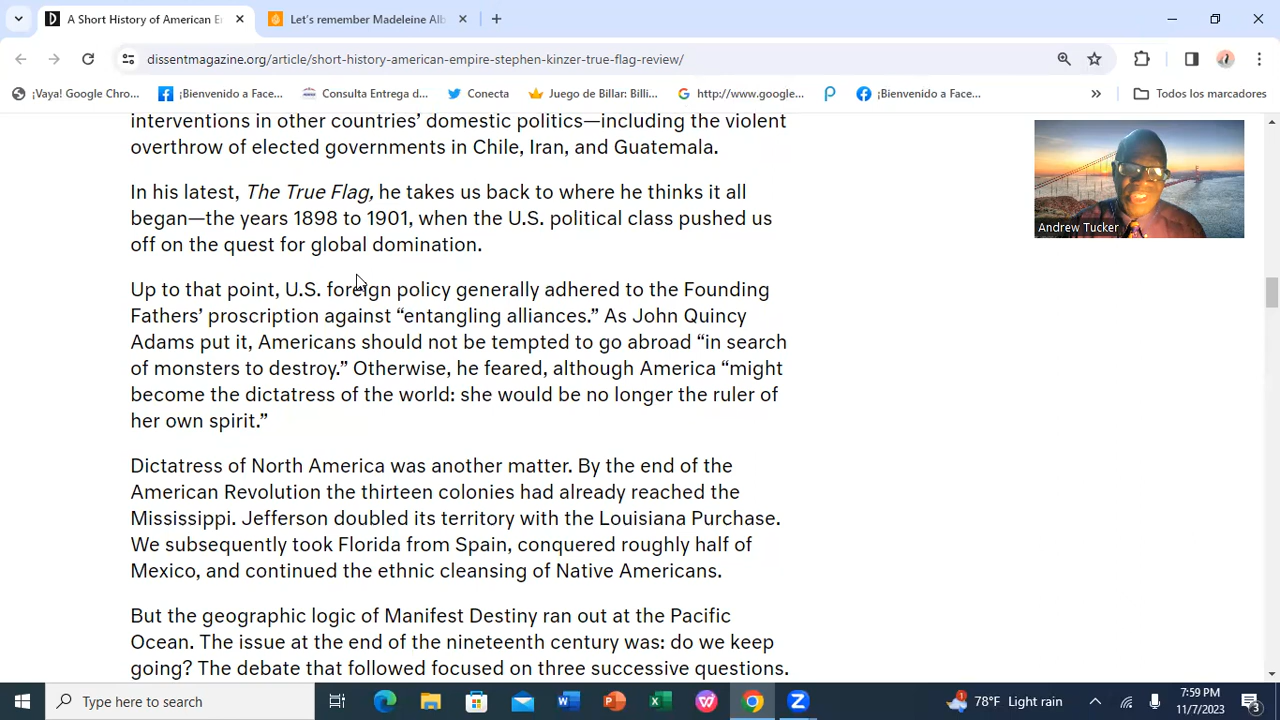 A Short History of American E
Let's remember Madeleine Alb
dissentmagazine.org/article/short-history-american-empire-stephen-kinzer-true-flag-review/
¡Vaya! Google Chro...
¡Bienvenido a Face...
Consulta Entrega d...
Conecta
Juego de Billar: Billi...
http://www.google...
¡Bienvenido a Face...
Todos los marcadores
interventions in other countries’ domestic politics—including the violent
overthrow of elected governments in Chile, Iran, and Guatemala.
In his latest, The True Flag, he takes us back to where he thinks it all
began—the years 1898 to 1901, when the U.S. political class pushed us
off on the quest for global domination.
Up to that point, U.S. foreign policy generally adhered to the Founding
Fathers’ proscription against “entangling alliances.” As John Quincy
Adams put it, Americans should not be tempted to go abroad “in search
of monsters to destroy.” Otherwise, he feared, although America “might
become the dictatress of the world: she would be no longer the ruler of
her own spirit.”
Dictatress of North America was another matter. By the end of the
American Revolution the thirteen colonies had already reached the
Mississippi. Jefferson doubled its territory with the Louisiana Purchase.
We subsequently took Florida from Spain, conquered roughly half of
Mexico, and continued the ethnic cleansing of Native Americans.
But the geographic logic of Manifest Destiny ran out at the Pacific
Ocean. The issue at the end of the nineteenth century was: do we keep
going? The debate that followed focused on three successive questions.
Andrew Tucker
Type here to search
78°F Light rain
7:59 PM
11/7/2023
3